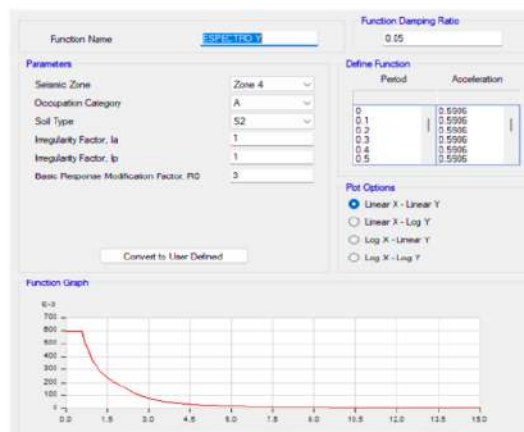 Function Name ESPECTRO Y
Function Damping Ratio
0.05
Parameters
Seismic Zone Zone 4
Occupation Category A
Soil Type S2
Irregularity Factor, Ia 1
Irregularity Factor, Ip 1
Basic Response Modification Factor, R0 3
Convert to User Defined
Define Function
Period Acceleration
0 0.5906
0.1 0.5906
0.2 0.5906
0.3 0.5906
0.4 0.5906
0.5 0.5906
Plot Options
Linear X - Linear Y
Linear X - Log Y
Log X - Linear Y
Log X - Log Y
Function Graph
E-3
700
600
500
400
300
200
100
0
0.0 1.5 3.0 4.5 6.0 7.5 9.0 10.5 12.0 13.5 15.0